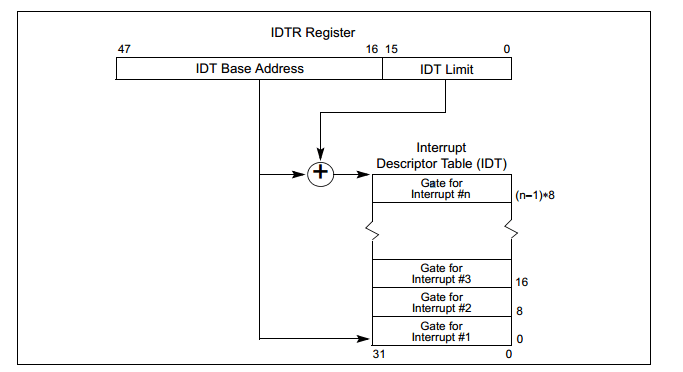 IDTR Register
47 16 15 0
IDT Base Address IDT Limit
+
Interrupt
Descriptor Table (IDT)
Gate for
Interrupt #n
(n−1)∗8
Gate for
Interrupt #3
16
Gate for
Interrupt #2
8
Gate for
Interrupt #1
0
31 0